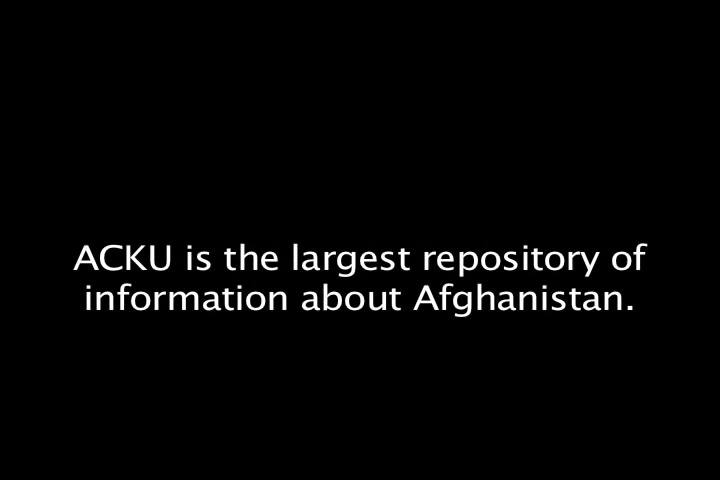 ACKU is the largest repository of
information about Afghanistan.